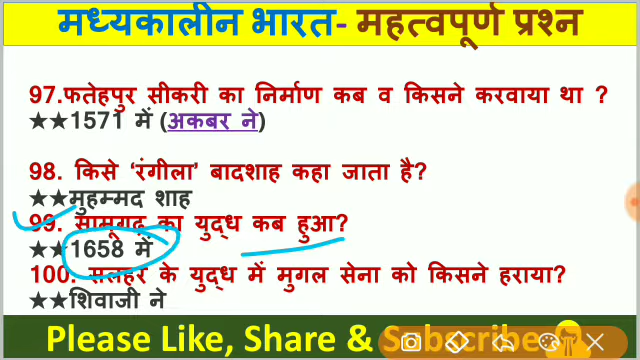 मध्यकालीन भारत- महत्वपूर्ण प्रश्न
97.फतेहपुर सीकरी का निर्माण कब व किसने करवाया था ?
★★1571 में (अकबर ने)
98. किसे ‘रंगीला’ बादशाह कहा जाता है?
★★मुहम्मद शाह
99. सामूगढ़ का युद्ध कब हुआ?
★★1658 में
100. सलहेर के युद्ध में मुगल सेना को किसने हराया?
★★शिवाजी ने
Please Like, Share & Subscribe